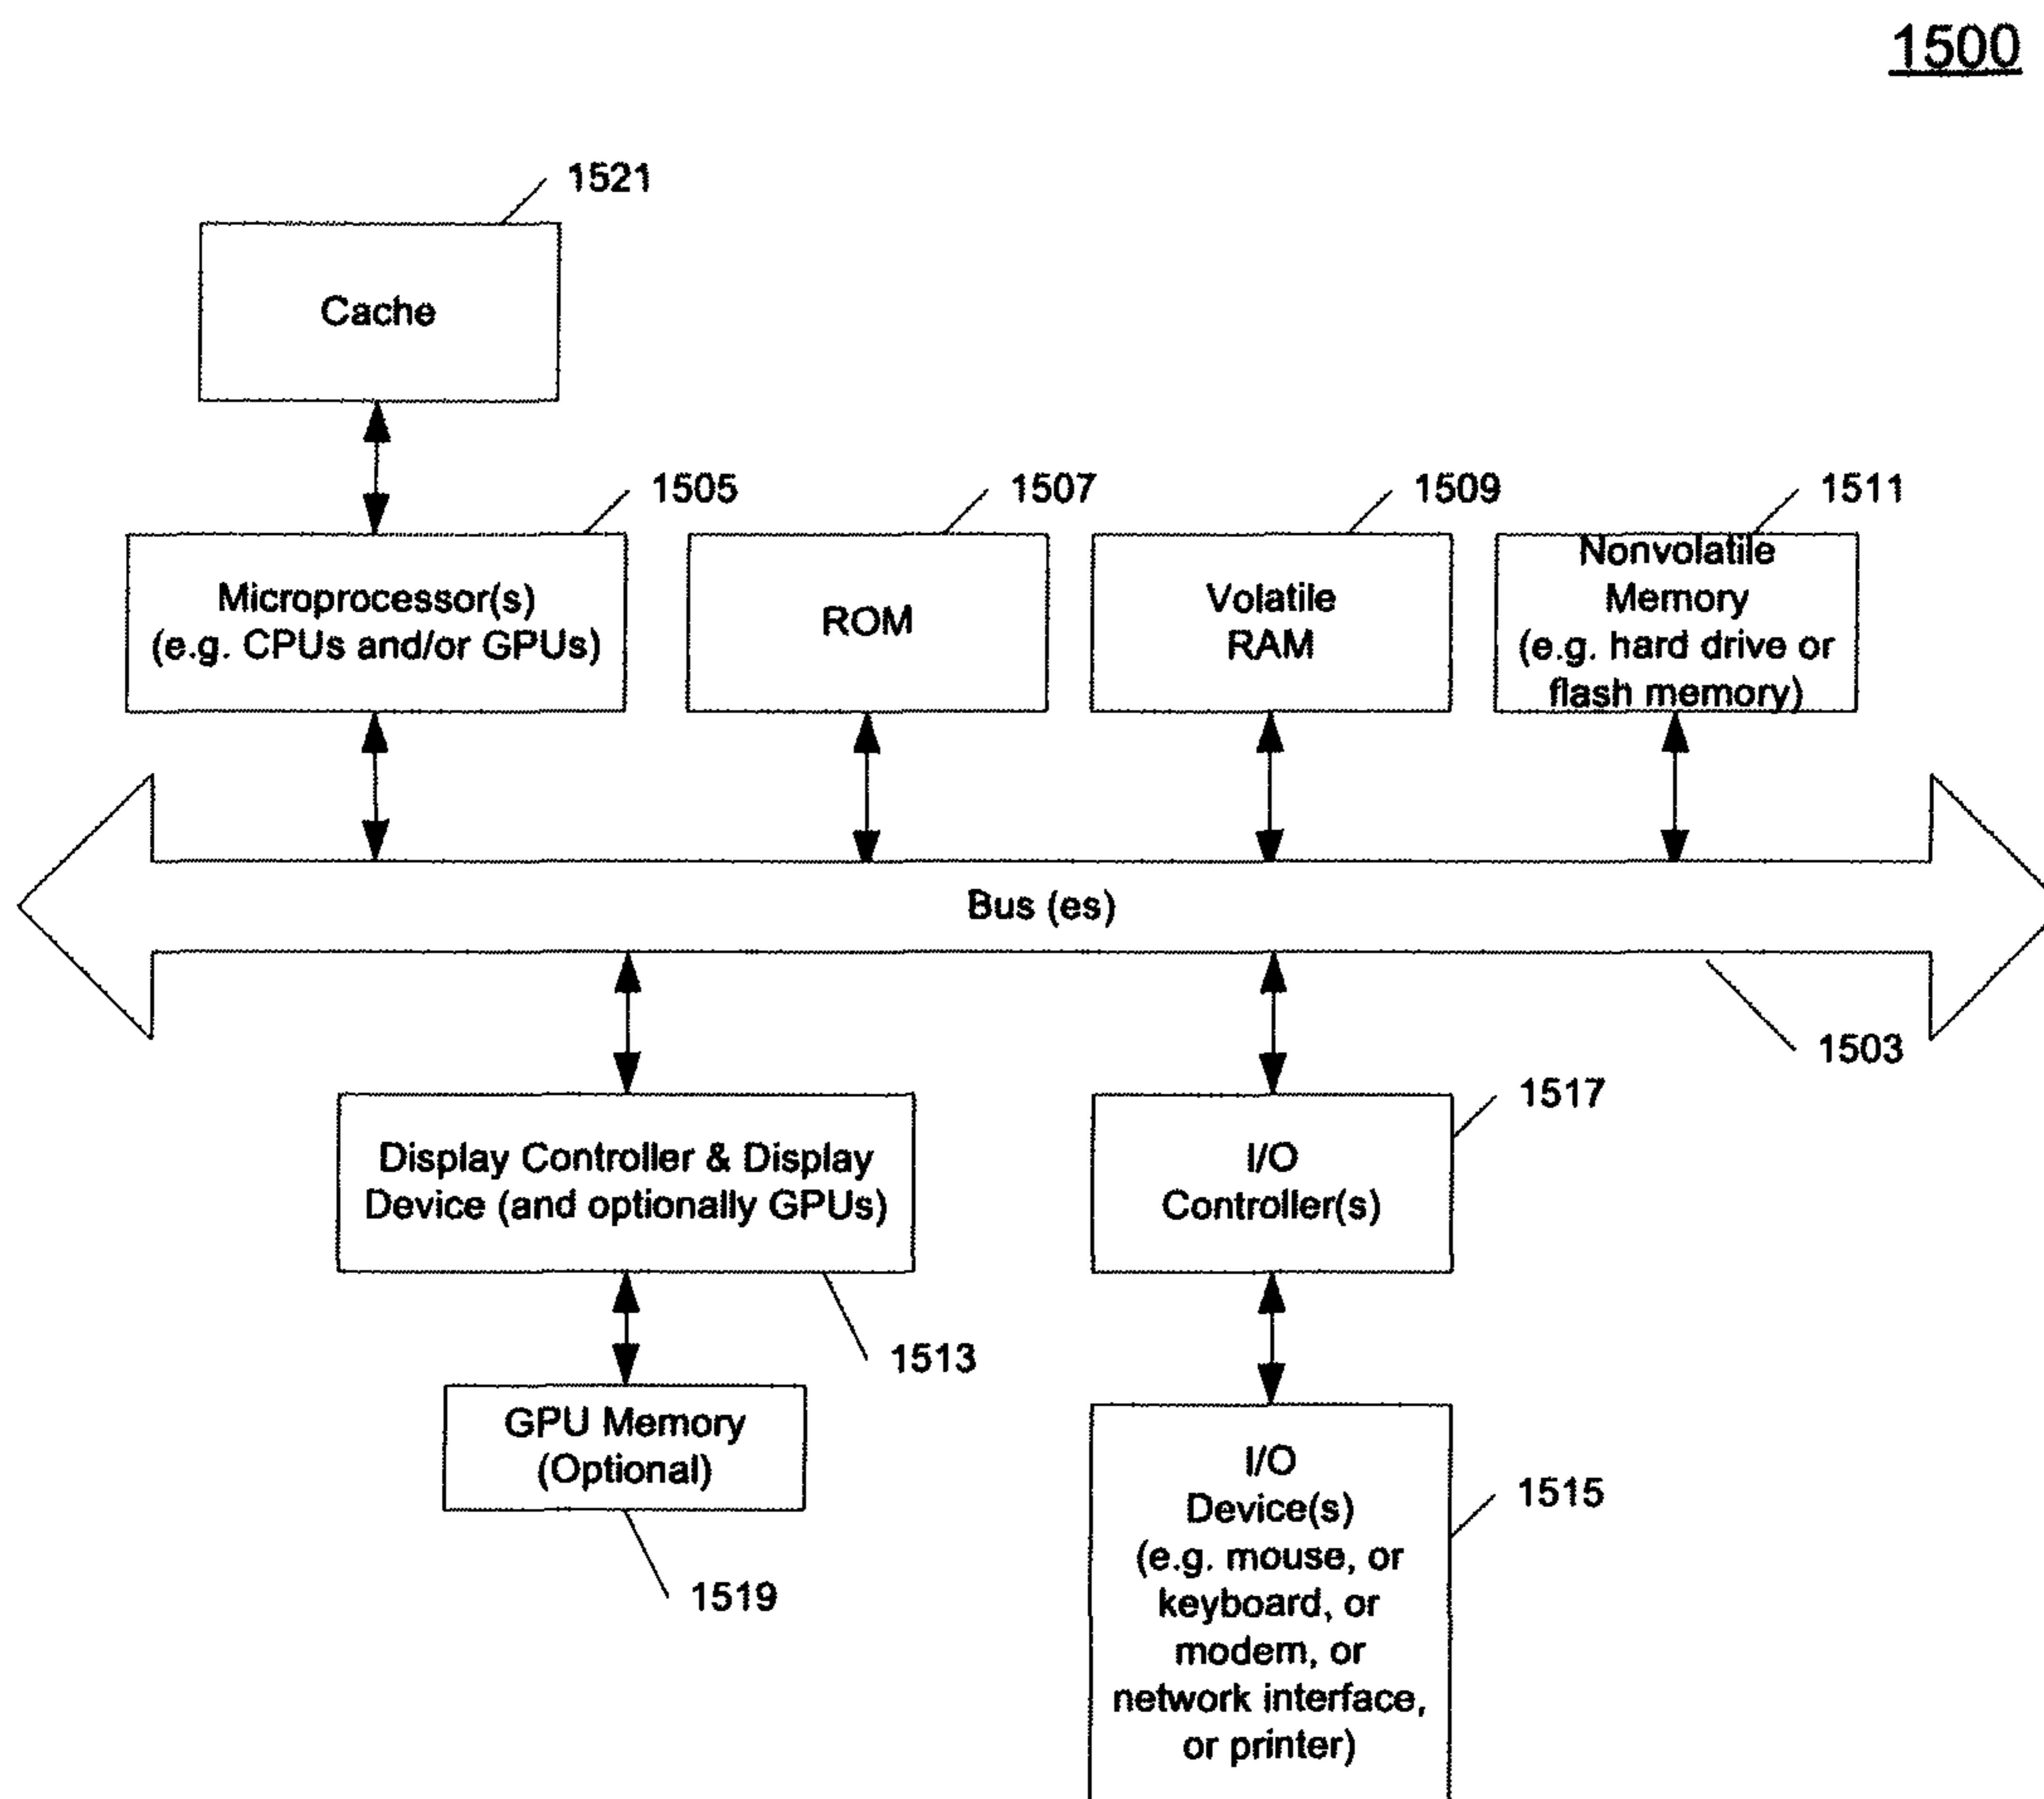 1500
1521
Cache
1505
1507
1509
1511
Microprocessor(s)
(e.g. CPUs and/or GPUs)
ROM
Volatile
RAM
Nonvolatile
Memory
(e.g. hard drive or
flash memory)
Bus (es)
1503
1517
Display Controller & Display
Device (and optionally GPUs)
I/O
Controller(s)
1513
GPU Memory
(Optional)
1519
I/O
Device(s)
(e.g. mouse, or
keyboard, or
modem, or
network interface,
or printer)
1515